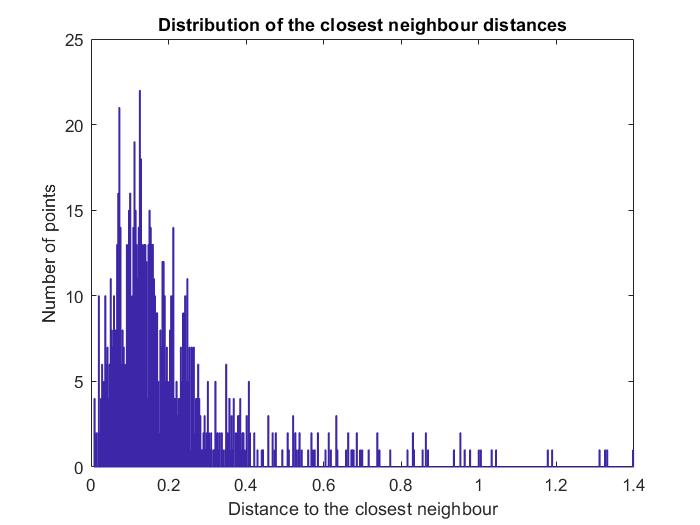 Distribution of the closest neighbour distances
25
20
15
10
5
0
Number of points
0 0.2 0.4 0.6 0.8 1 1.2 1.4
Distance to the closest neighbour